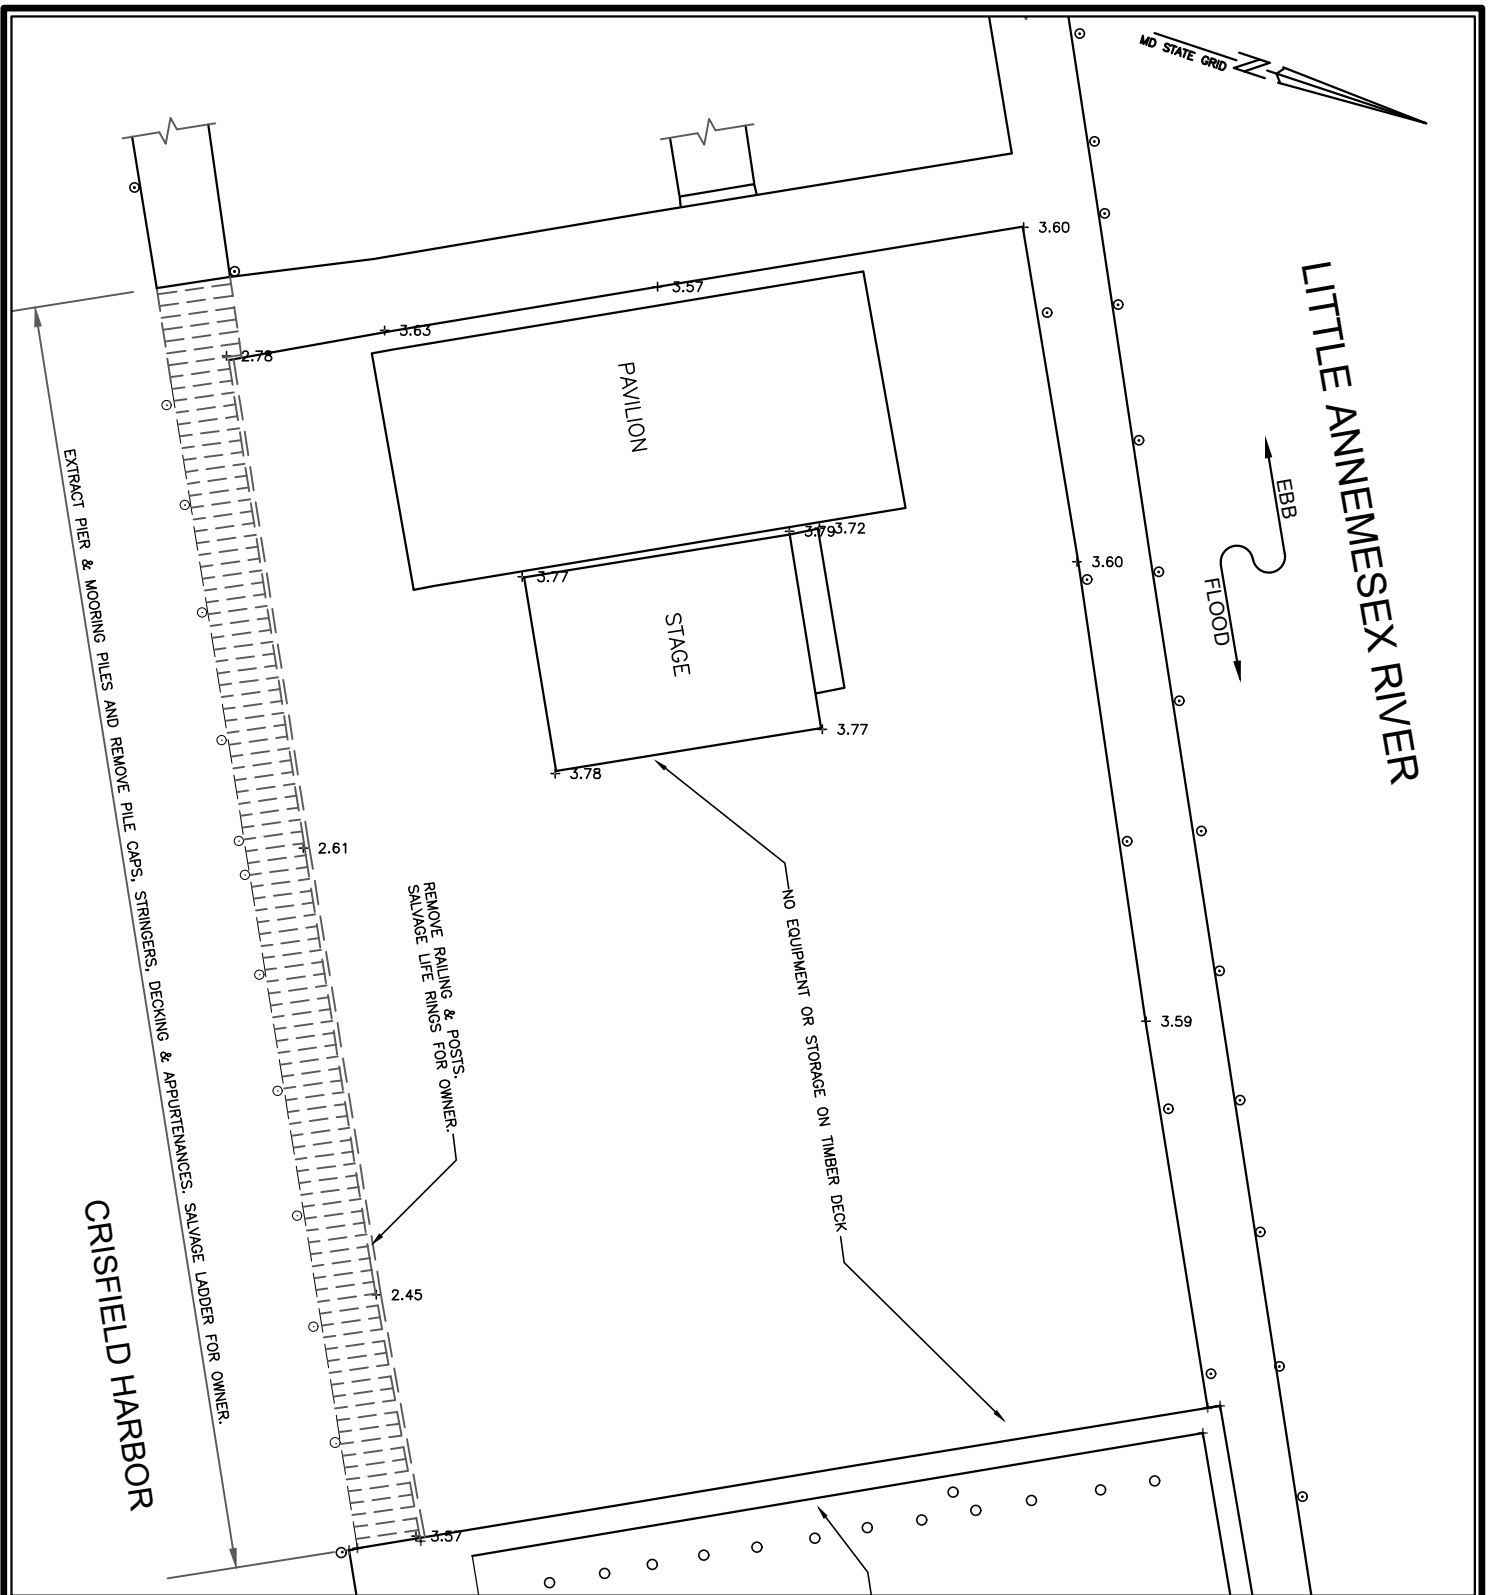 MD STATE GRID
N
3.60
3.57
3.63
2.78
LITTLE ANNEMESEX RIVER
PAVILION
EBB
FLOOD
3.79
3.72
3.60
3.77
STAGE
3.77
3.78
2.61
EXTRACT PIER & MOORING PILES AND REMOVE PILE CAPS, STRINGERS, DECKING & APPURTENANCES. SALVAGE LADDER FOR OWNER.
REMOVE RAILING & POSTS.
SALVAGE LIFE RINGS FOR OWNER.
NO EQUIPMENT OR STORAGE ON TIMBER DECK
3.59
2.45
CRISFIELD HARBOR
3.57